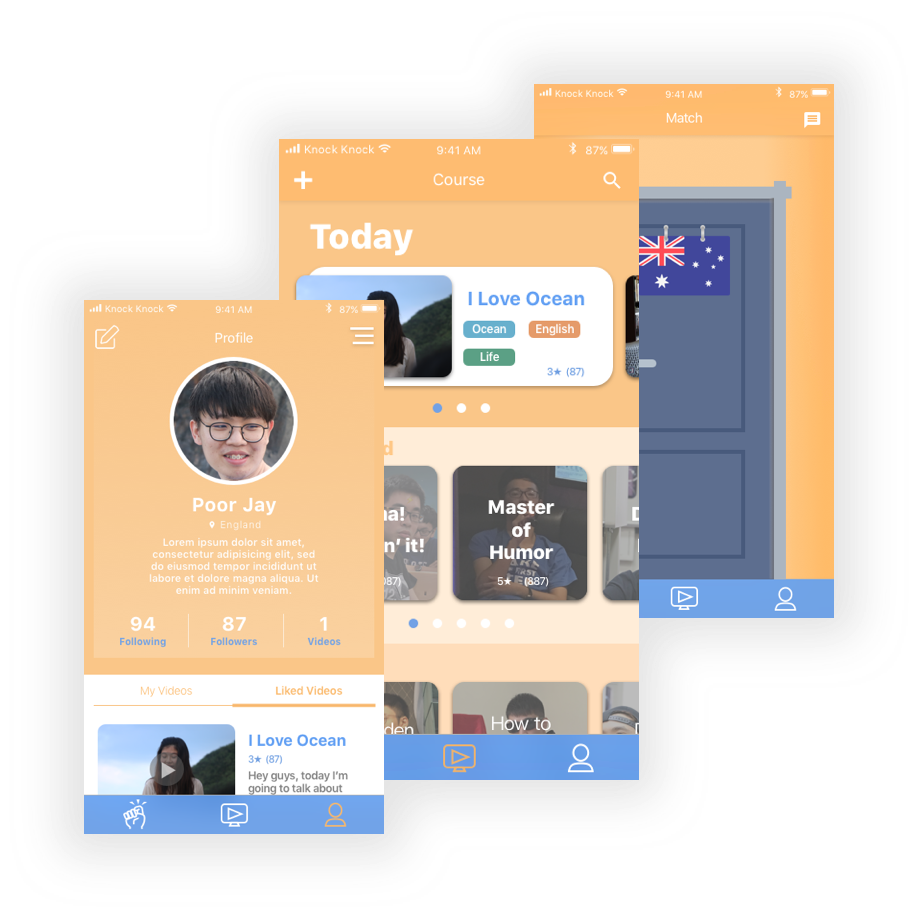 Knock Knock
9:41 AM
87%
Match
Knock Knock
9:41 AM
87%
Course
Today
I Love Ocean
Ocean
English
Life
3★ (87)
Master
of
Humor
5★ (887)
n' it!
How to
Knock Knock
9:41 AM
87%
Profile
Poor Jay
England
Lorem ipsum dolor sit amet,
consectetur adipisicing elit, sed
do eiusmod tempor incididunt ut
labore et dolore magna aliqua. Ut
enim ad minim veniam.
94
87
1
Following
Followers
Videos
My Videos
Liked Videos
I Love Ocean
3★ (87)
Hey guys, today I'm
going to talk about